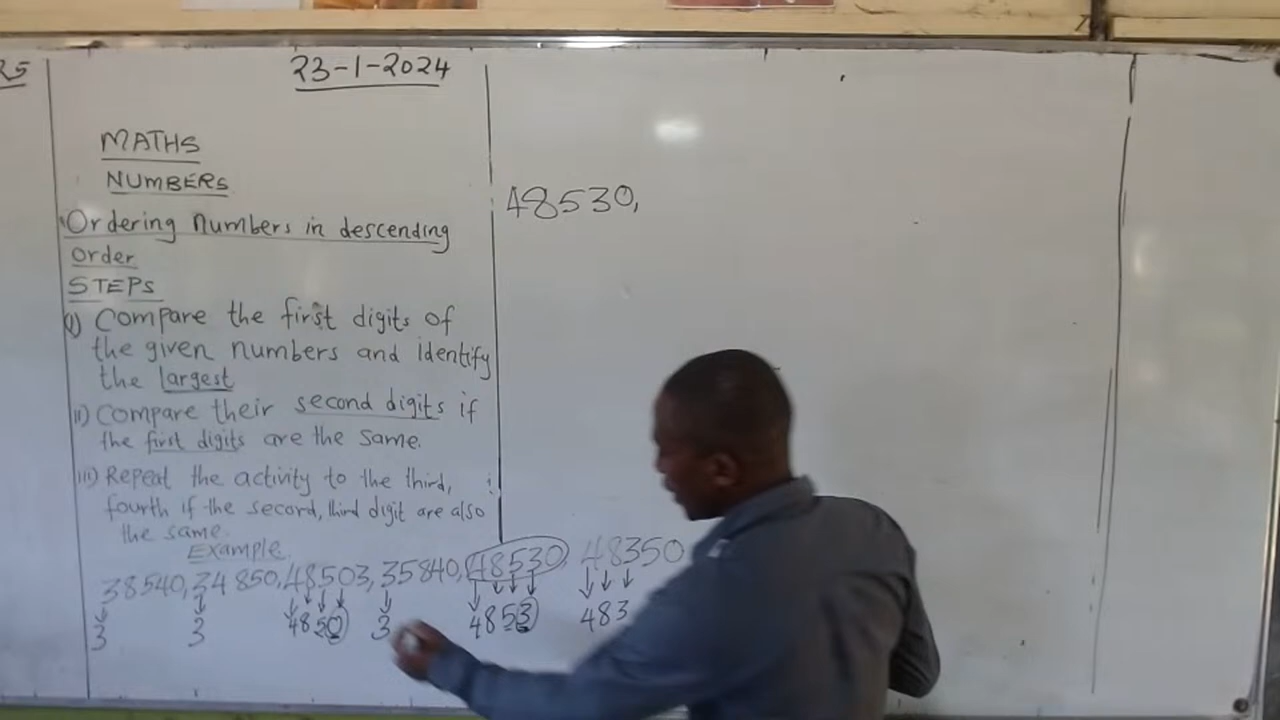 25
23-1-2024
MATHS
NUMBERS
Ordering numbers in descending
order
STEPS
i) Compare the first digits of
the given numbers and identify
the largest
ii) Compare their second digits if
the first digits are the same.
iii) Repeat the activity to the third,
fourth if the second, third digit are also
the same.
Example
38540, 34850, 48503, 35840, 48530, 48350
3 3 4850 3 4853 483
48530,